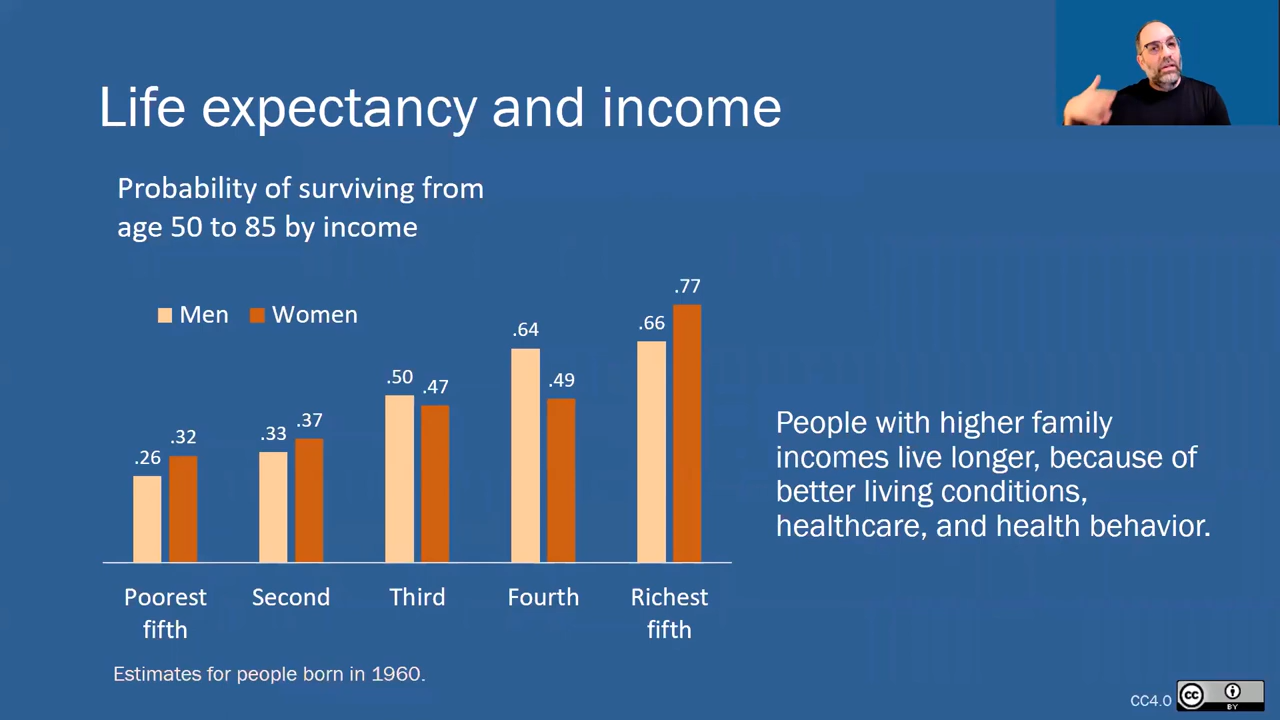 Life expectancy and income
Probability of surviving from
age 50 to 85 by income
Men Women
.26 .32 .33 .37 .50 .47 .64 .49 .66 .77
Poorest fifth Second Third Fourth Richest fifth
People with higher family
incomes live longer, because of
better living conditions,
healthcare, and health behavior.
Estimates for people born in 1960.
CC4.0 cc BY